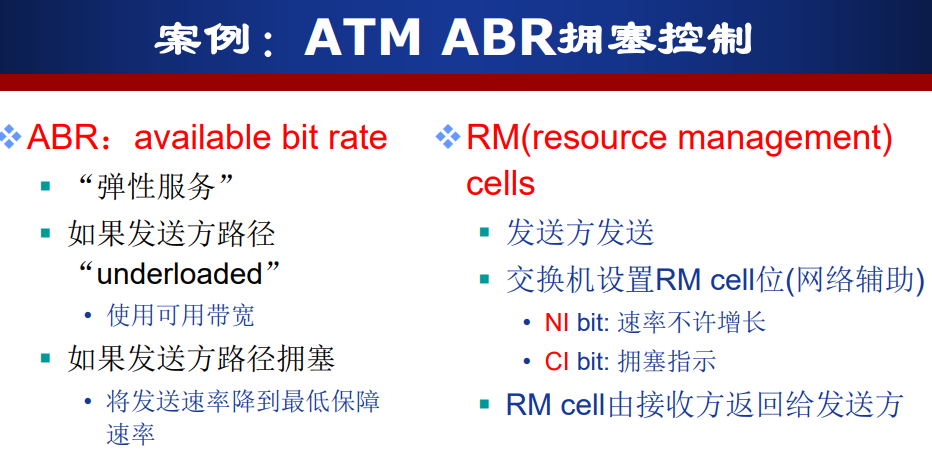 案例：ATM ABR拥塞控制
ABR：available bit rate
“弹性服务”
如果发送方路径
“underloaded”
使用可用带宽
如果发送方路径拥塞
将发送速率降到最低保障
速率
RM(resource management)
cells
发送方发送
交换机设置RM cell位(网络辅助)
NI bit: 速率不许增长
CI bit: 拥塞指示
RM cell由接收方返回给发送方